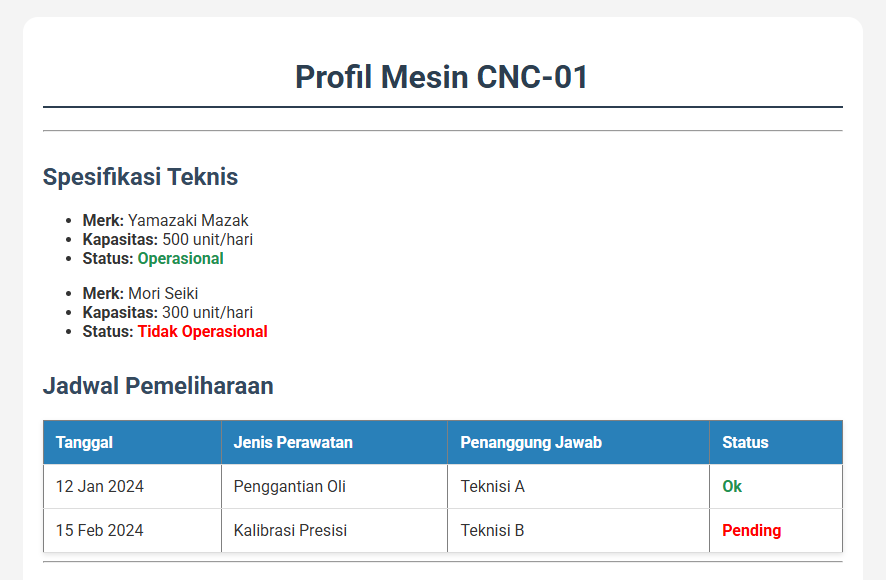 Profil Mesin CNC-01
Spesifikasi Teknis
Merk: Yamazaki Mazak
Kapasitas: 500 unit/hari
Status: Operasional
Merk: Mori Seiki
Kapasitas: 300 unit/hari
Status: Tidak Operasional
Jadwal Pemeliharaan
Tanggal Jenis Perawatan Penanggung Jawab Status
12 Jan 2024 Penggantian Oli Teknisi A Ok
15 Feb 2024 Kalibrasi Presisi Teknisi B Pending